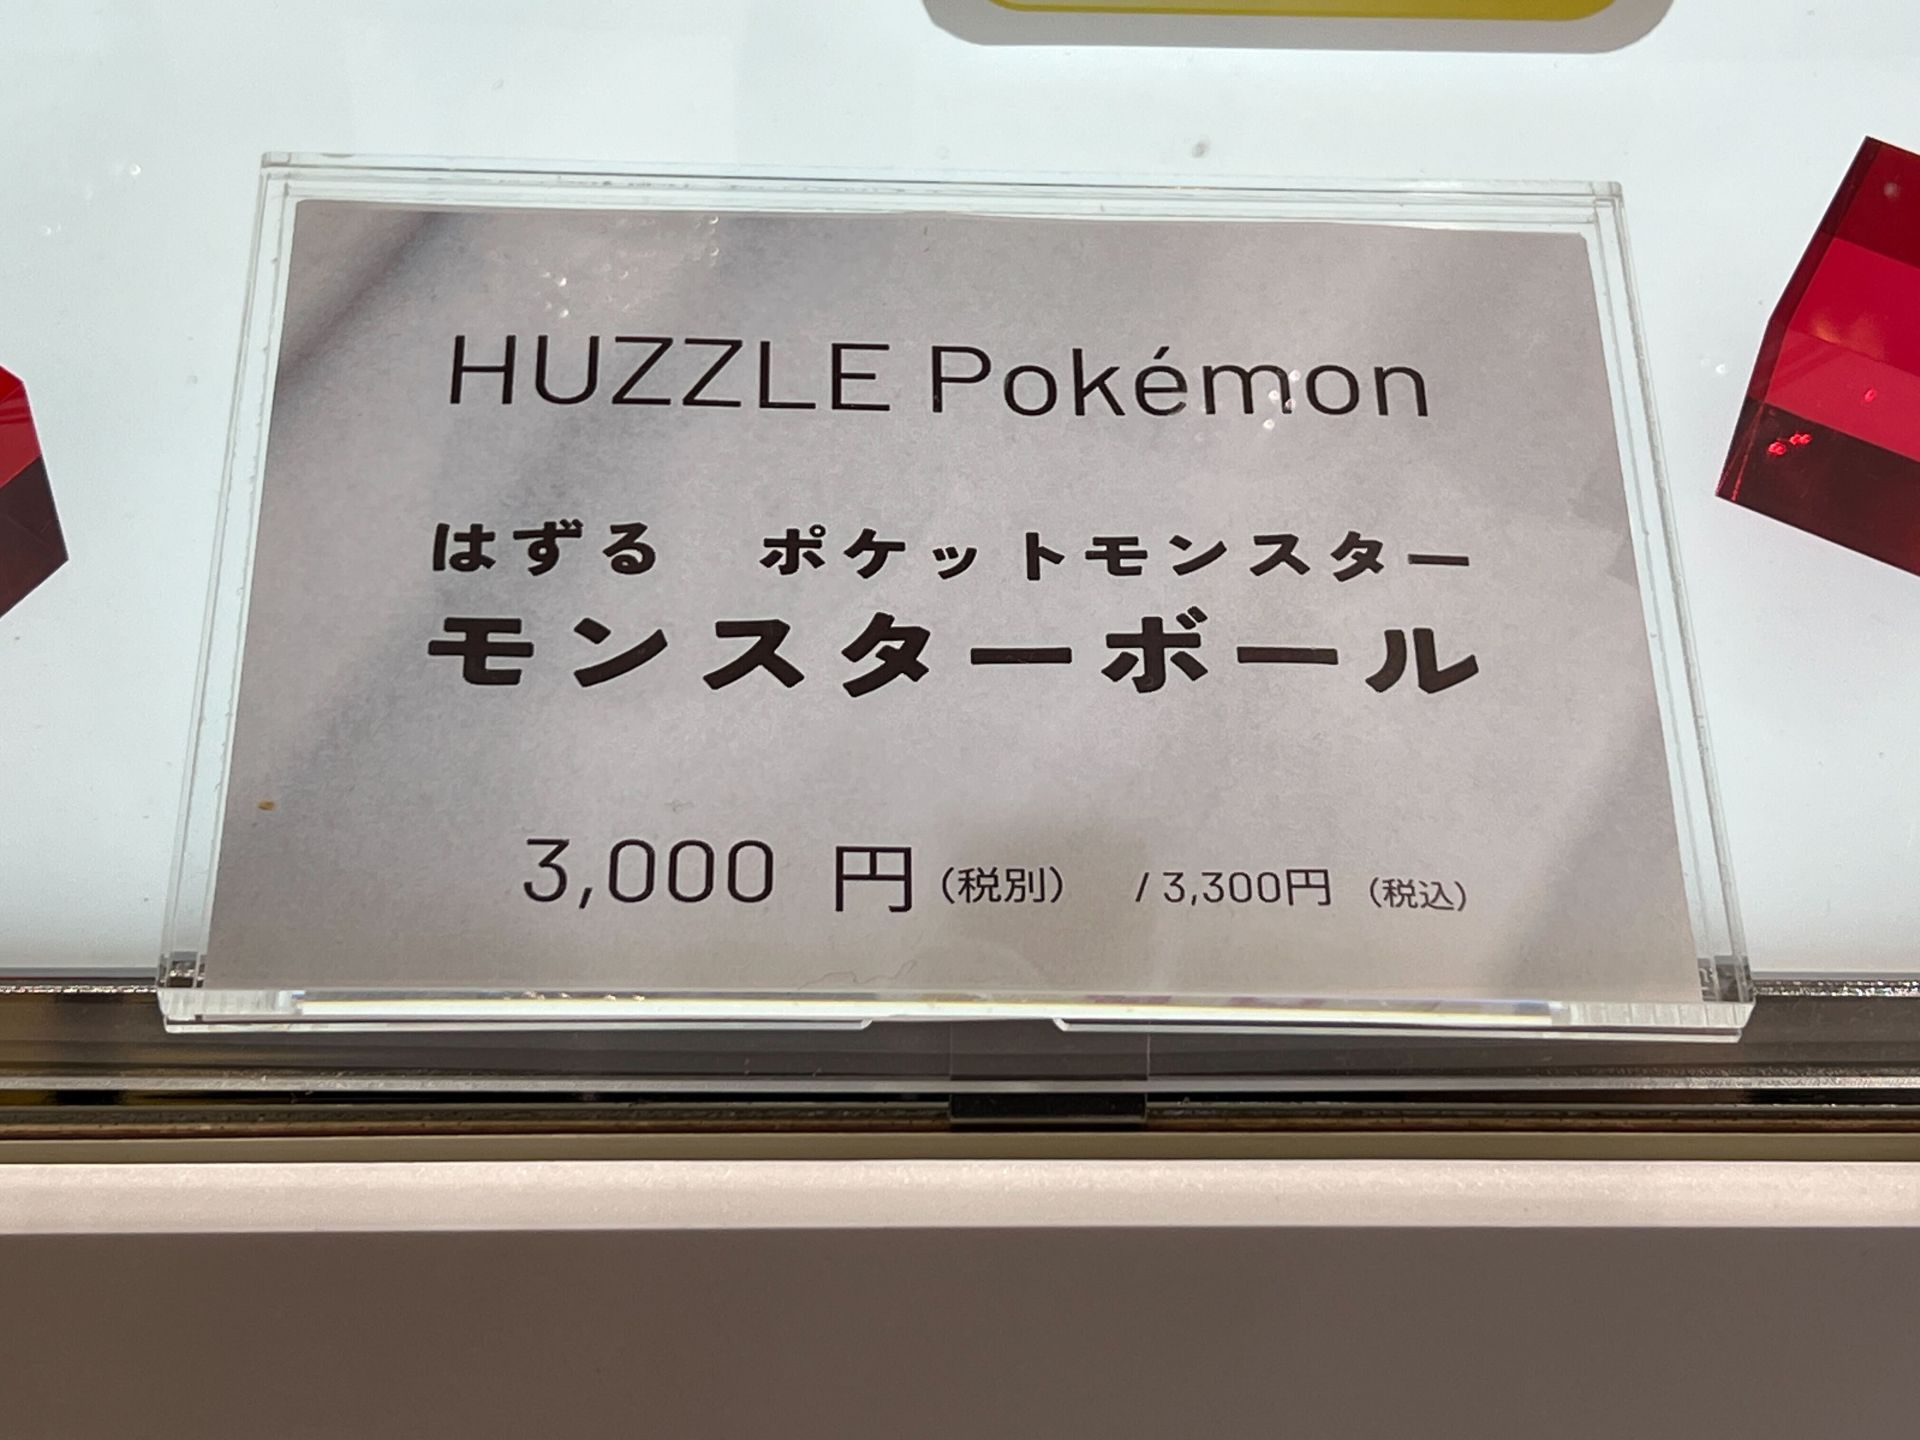 HUZZLE Pokémon
はずる　ポケットモンスター
モンスターボール
3,000 円（税別）　/ 3,300円（税込）